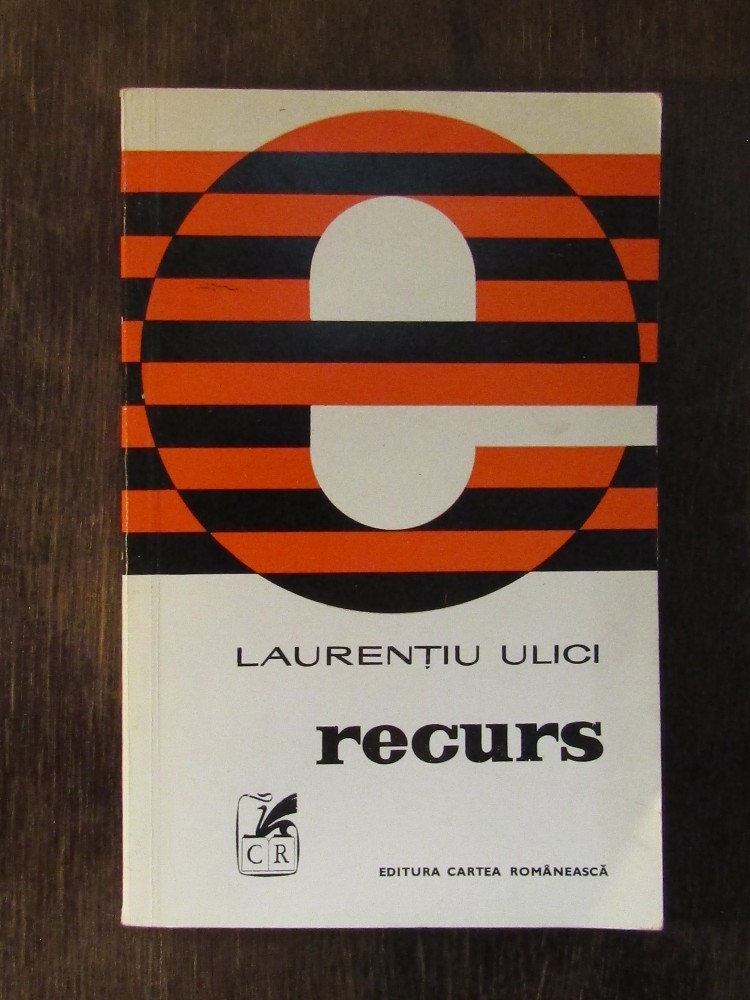 e
LAURENȚIU ULICI
recurs
CR
EDITURA CARTEA ROMÂNEASCĂ